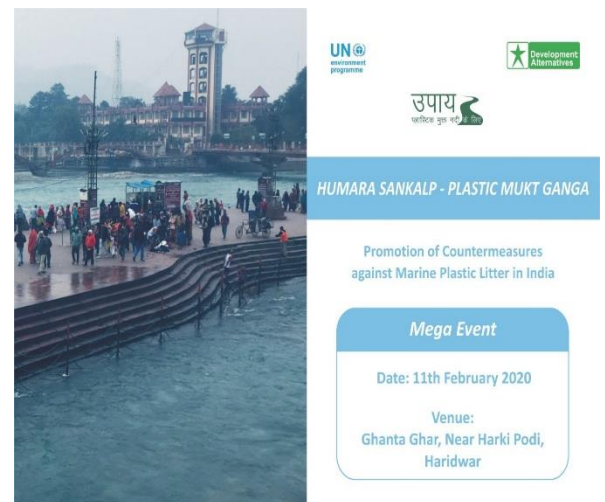 UN
environment
programme
Development
Alternatives
उपाय
प्लास्टिक मुक्त नदी के लिए
HUMARA SANKALP - PLASTIC MUKT GANGA
Promotion of Countermeasures
against Marine Plastic Litter in India
Mega Event
Date: 11th February 2020
Venue:
Ghanta Ghar, Near Harki Podi,
Haridwar